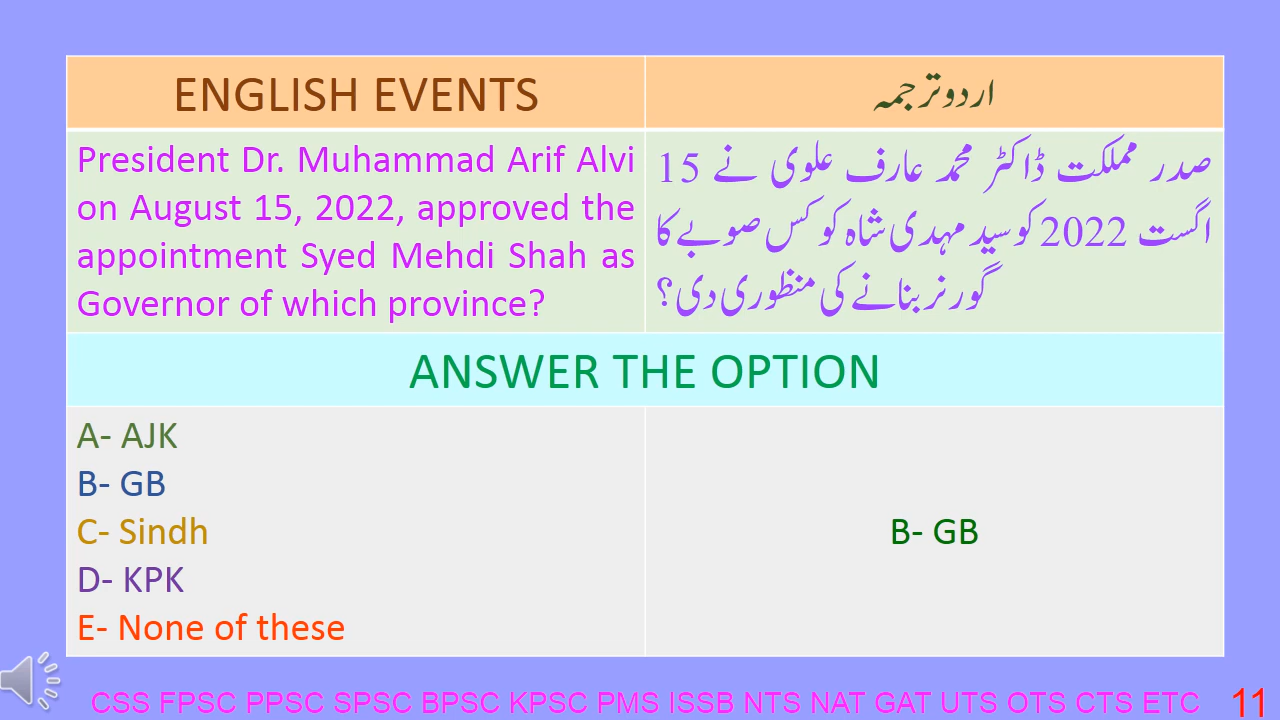 ENGLISH EVENTS
اردو ترجمہ
President Dr. Muhammad Arif Alvi
on August 15, 2022, approved the
appointment Syed Mehdi Shah as
Governor of which province?
صدر مملکت ڈاکٹر محمد عارف علوی نے 15
اگست 2022 کو سید مہدی شاہ کو کس صوبے کا
گورنر بنانے کی منظوری دی؟
ANSWER THE OPTION
A- AJK
B- GB
C- Sindh
D- KPK
E- None of these
B- GB
CSS FPSC PPSC SPSC BPSC KPSC PMS ISSB NTS NAT GAT UTS OTS CTS ETC
11